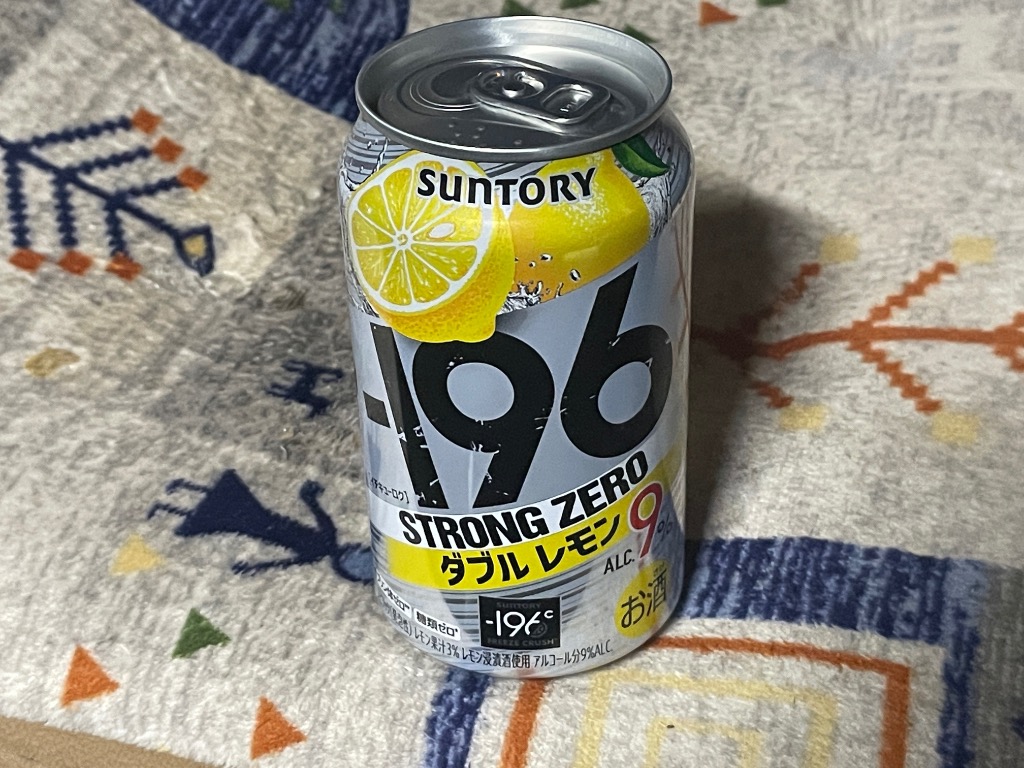 SUNTORY
-196
[イチキューロク]
STRONG ZERO
ダブルレモン
ALC.9%
お酒
糖類ゼロ*
SUNTORY
-196℃
FREEZE CRUSH
レモン果汁3% レモン浸漬酒使用 アルコール分9%ALC.